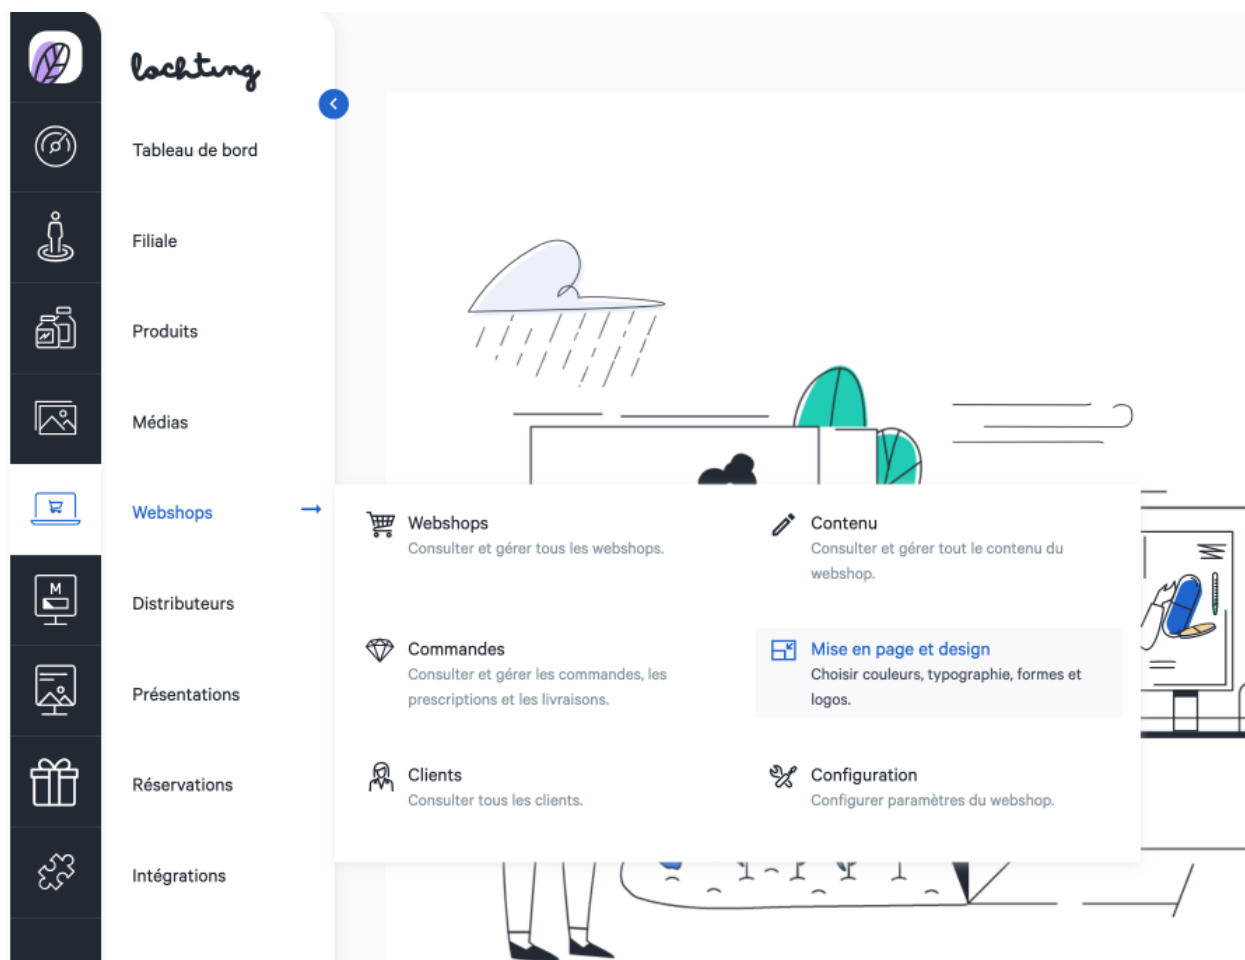 lochting
Tableau de bord
Filiale
Produits
Médias
Webshops
Distributeurs
Présentations
Réservations
Intégrations
M
Webshops
Consulter et gérer tous les webshops.
Contenu
Consulter et gérer tout le contenu du
webshop.
Commandes
Consulter et gérer les commandes, les
prescriptions et les livraisons.
Mise en page et design
Choisir couleurs, typographie, formes et
logos.
Clients
Consulter tous les clients.
Configuration
Configurer paramètres du webshop.